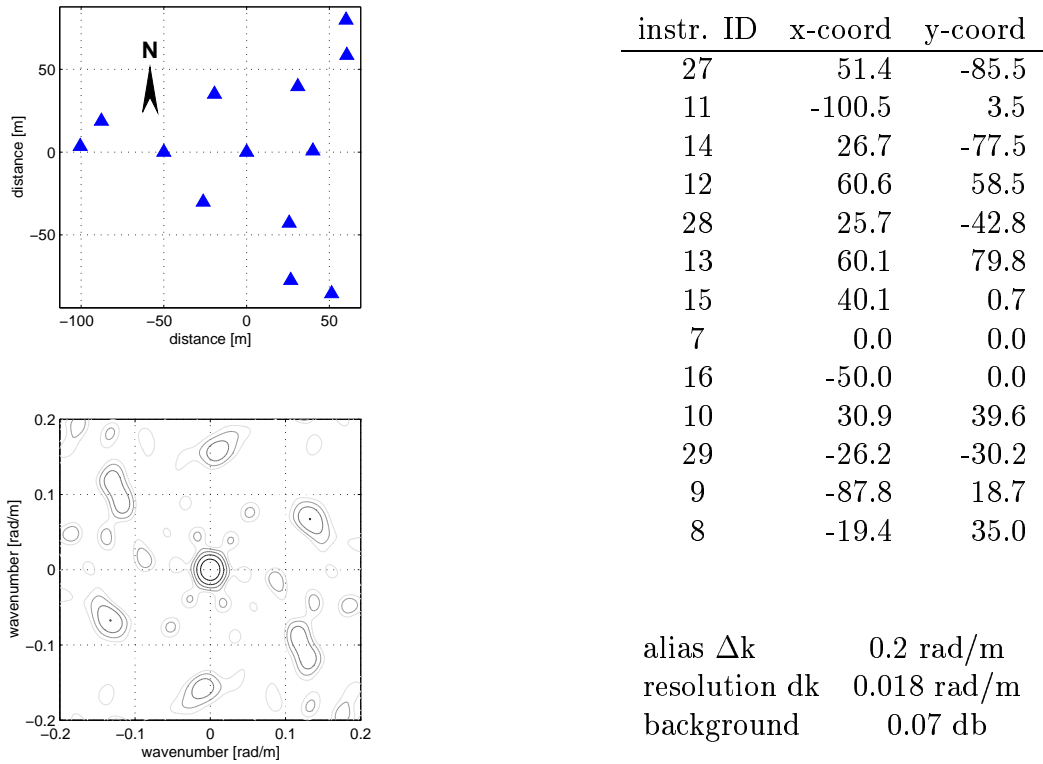 N
50
0
−50
distance [m]
−100 −50 0 50
distance [m]
0.2
0.1
0
−0.1
−0.2
wavenumber [rad/m]
−0.2 −0.1 0 0.1 0.2
wavenumber [rad/m]
instr. ID x-coord y-coord
27 51.4 -85.5
11 -100.5 3.5
14 26.7 -77.5
12 60.6 58.5
28 25.7 -42.8
13 60.1 79.8
15 40.1 0.7
7 0.0 0.0
16 -50.0 0.0
10 30.9 39.6
29 -26.2 -30.2
9 -87.8 18.7
8 -19.4 35.0
alias Δk 0.2 rad/m
resolution dk 0.018 rad/m
background 0.07 db